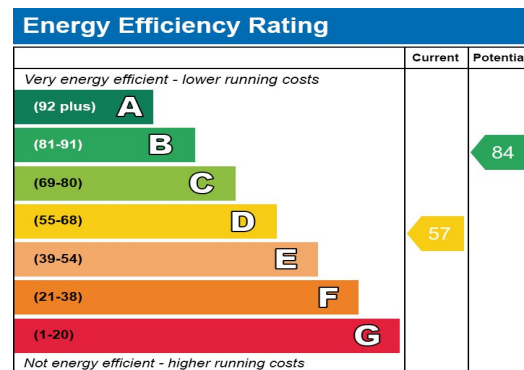 Energy Efficiency Rating
Current Potentia
Very energy efficient - lower running costs
(92 plus) A
(81-91) B
84
(69-80) C
(55-68) D
57
(39-54) E
(21-38) F
(1-20) G
Not energy efficient - higher running costs